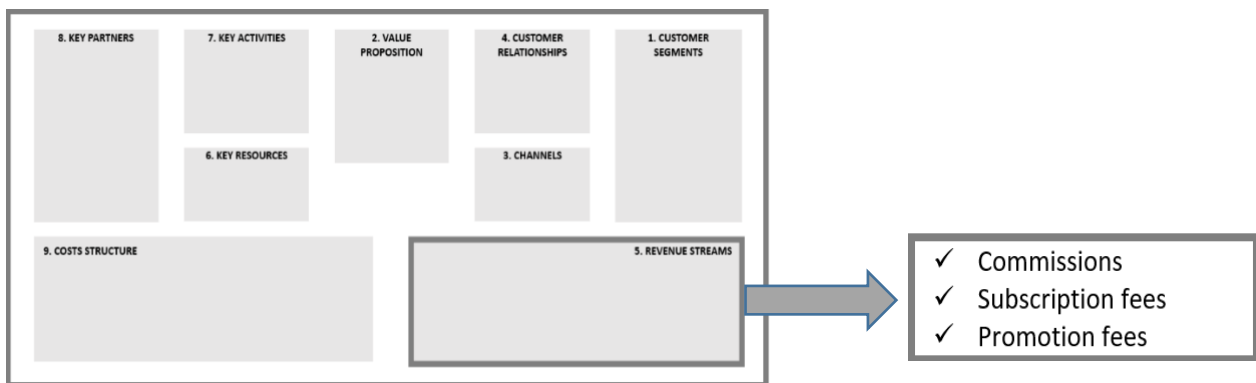 8. KEY PARTNERS
7. KEY ACTIVITIES
2. VALUE
PROPOSITION
4. CUSTOMER
RELATIONSHIPS
1. CUSTOMER
SEGMENTS
6. KEY RESOURCES
3. CHANNELS
9. COSTS STRUCTURE
5. REVENUE STREAMS
✓ Commissions
✓ Subscription fees
✓ Promotion fees